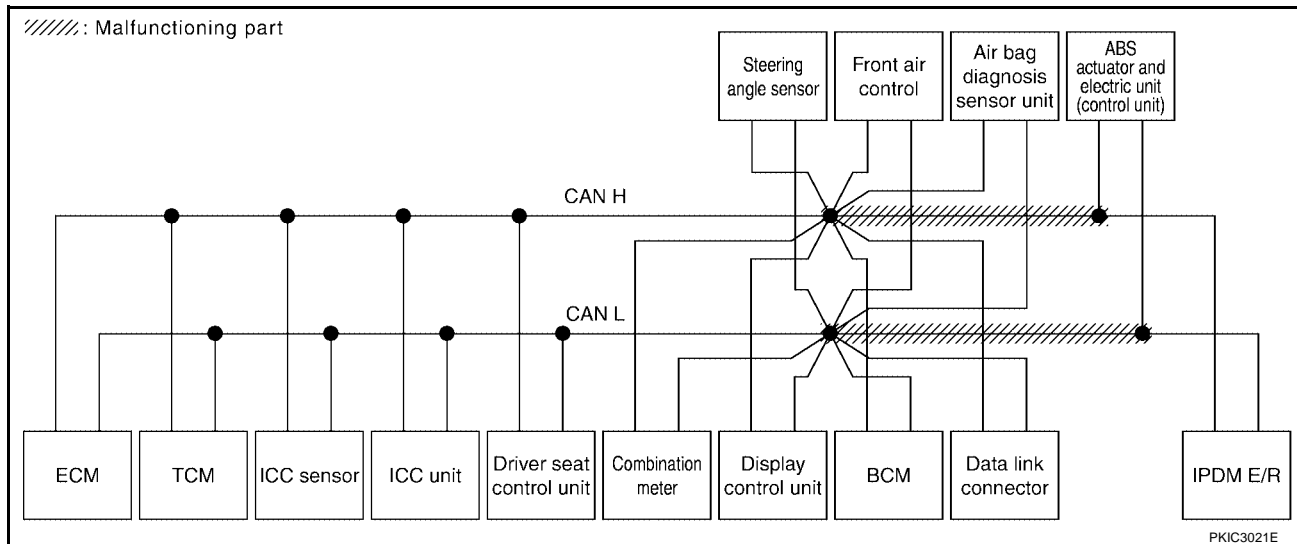 : Malfunctioning part
Steering
angle sensor
Front air
control
Air bag
diagnosis
sensor unit
ABS
actuator and
electric unit
(control unit)
CAN H
CAN L
ECM
TCM
ICC sensor
ICC unit
Driver seat
control unit
Combination
meter
Display
control unit
BCM
Data link
connector
IPDM E/R
PKIC3021E